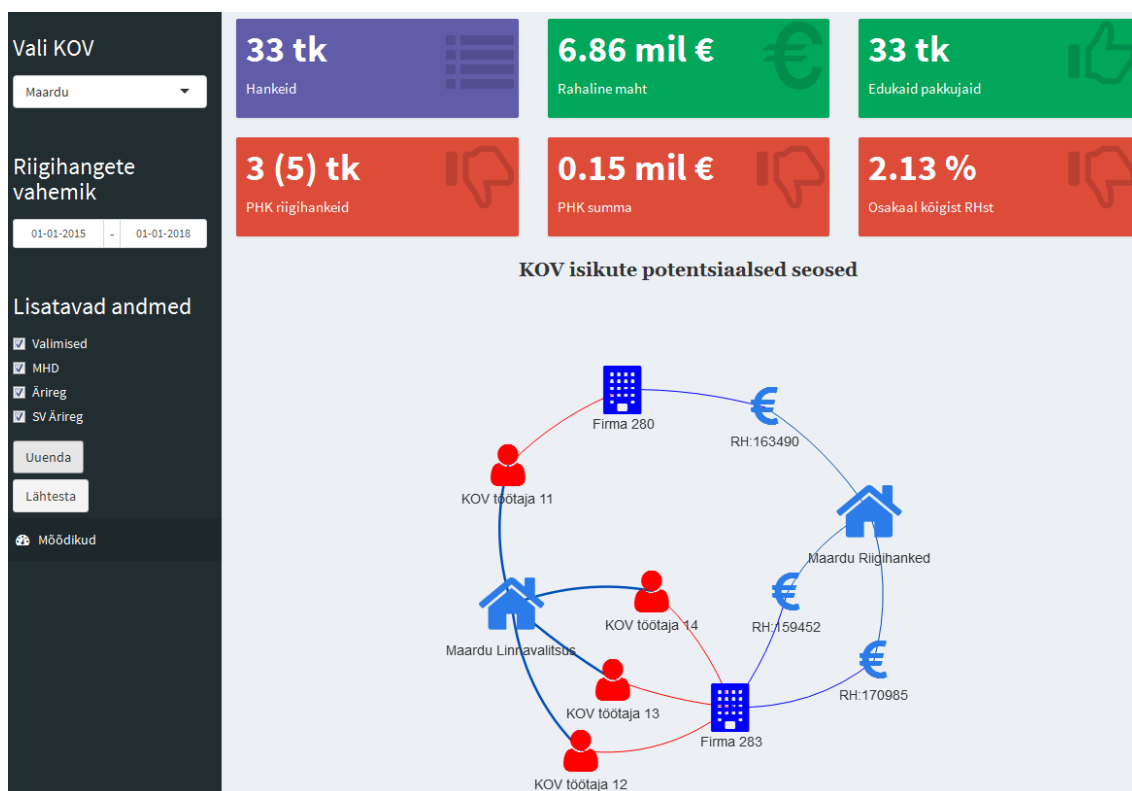 Vali KOV
Maardu
Riigihangete
vahemik
01-01-2015 - 01-01-2018
Lisatavad andmed
Valimised
MHD
Ärireg
SV Ärireg
Uuenda
Lähtesta
Mõõdikud
33 tk
Hankeid
6.86 mil €
Rahaline maht
33 tk
Edukaid pakkujaid
3 (5) tk
PHK riigihankeid
0.15 mil €
PHK summa
2.13 %
Osakaal kõigist RHst
KOV isikute potentsiaalsed seosed
Firma 280
RH:163490
KOV töötaja 11
Maardu Riigihanked
KOV töötaja 14
RH:159452
Maardu Linnavalitsus
RH:170985
KOV töötaja 13
Firma 283
KOV töötaja 12